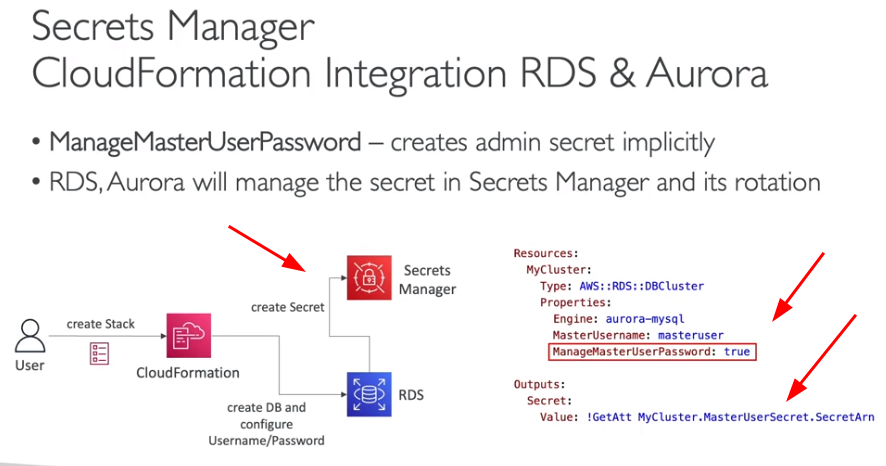 Secrets Manager
CloudFormation Integration RDS & Aurora
• ManageMasterUserPassword – creates admin secret implicitly
• RDS, Aurora will manage the secret in Secrets Manager and its rotation
User
create Stack
CloudFormation
create DB and
configure
Username/Password
RDS
create Secret
Secrets
Manager
Resources:
  MyCluster:
    Type: AWS::RDS::DBCluster
    Properties:
      Engine: aurora-mysql
      MasterUsername: masteruser
      ManageMasterUserPassword: true
Outputs:
  Secret:
    Value: !GetAtt MyCluster.MasterUserSecret.SecretArn